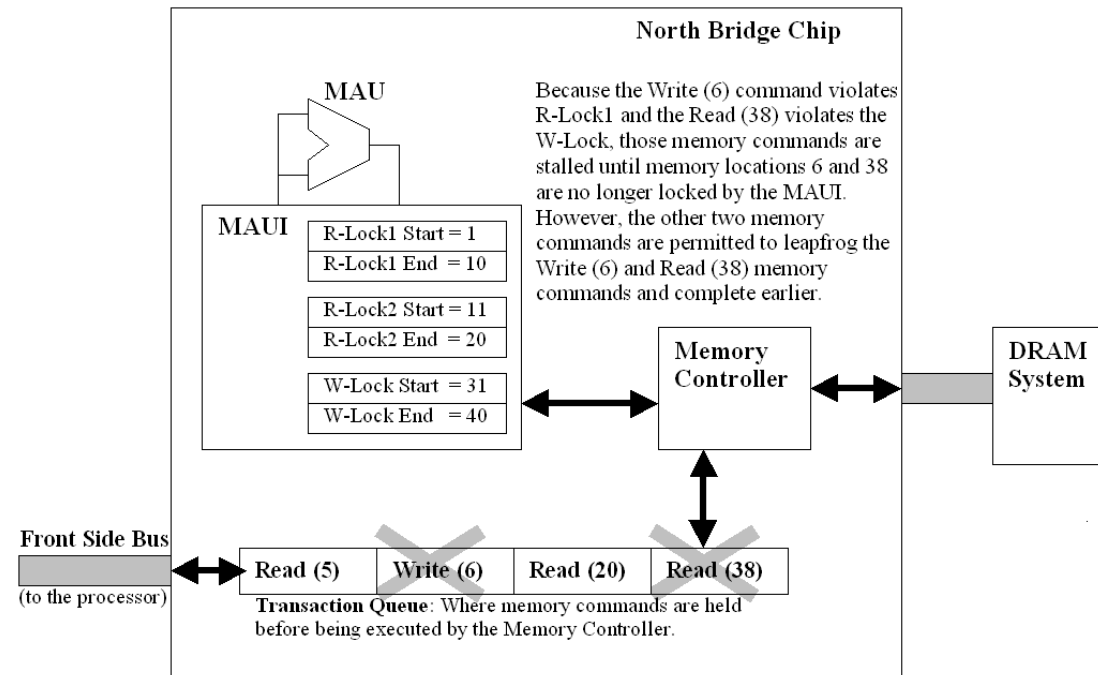 North Bridge Chip
MAU
Because the Write (6) command violates
R-Lock1 and the Read (38) violates the
W-Lock, those memory commands are
stalled until memory locations 6 and 38
are no longer locked by the MAUI.
However, the other two memory
commands are permitted to leapfrog the
Write (6) and Read (38) memory
commands and complete earlier.
MAUI
R-Lock1 Start = 1
R-Lock1 End = 10
R-Lock2 Start = 11
R-Lock2 End = 20
W-Lock Start = 31
W-Lock End = 40
Memory
Controller
DRAM
System
Front Side Bus
(to the processor)
Read (5)
Write (6)
Read (20)
Read (38)
Transaction Queue: Where memory commands are held
before being executed by the Memory Controller.